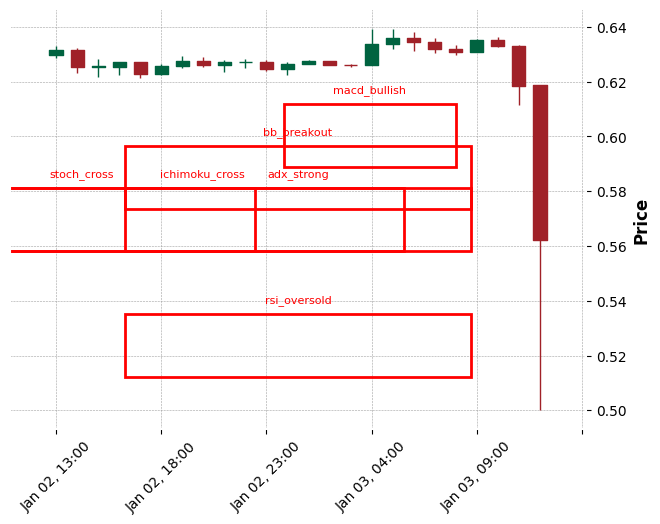 0.64
0.62
macd_bullish
0.60
bb_breakout
stoch_cross ichimoku_cross adx_strong
0.58
Price
0.56
0.54
rsi_oversold
0.52
0.50
Jan 02, 13:00
Jan 02, 18:00
Jan 02, 23:00
Jan 03, 04:00
Jan 03, 09:00